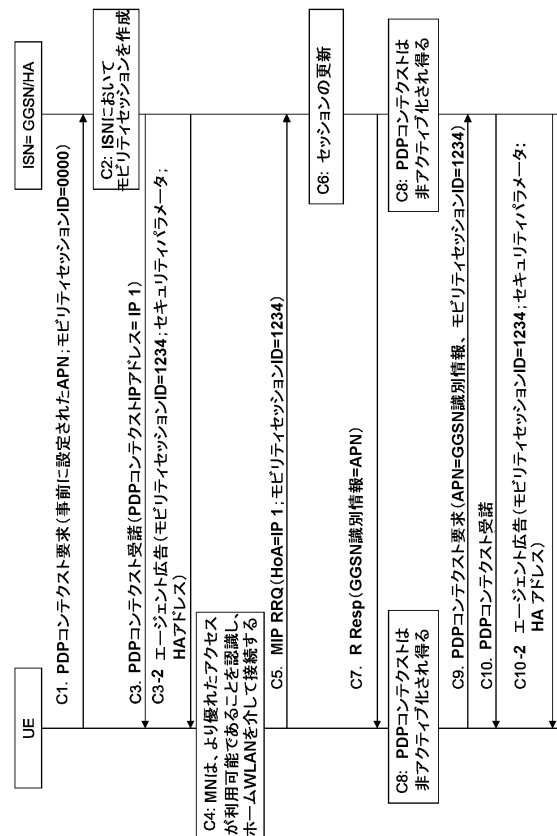 UE
ISN= GGSN/HA
C1. PDPコンテクスト要求(事前に設定されたAPN;モビリティセッションID=0000)
C2: ISNにおいて
モビリティセッションを作成
C3. PDPコンテクスト受諾(PDPコンテクストIPアドレス= IP 1)
C3-2 エージェント広告(モビリティセッションID=1234;セキュリティパラメータ;
HAアドレス)
C4: MNは、より優れたアクセス
が利用可能であることを認識し、
ホームWLANを介して接続する
C5. MIP RRQ(HoA=IP 1;モビリティセッションID=1234)
C6: セッションの更新
C7. R Resp(GGSN識別情報=APN)
C8: PDPコンテクストは
非アクティブ化され得る
C8: PDPコンテクストは
非アクティブ化され得る
C9. PDPコンテクスト要求(APN=GGSN識別情報、モビリティセッションID=1234)
C10. PDPコンテクスト受諾
C10-2 エージェント広告(モビリティセッションID=1234;セキュリティパラメータ:
HA アドレス)